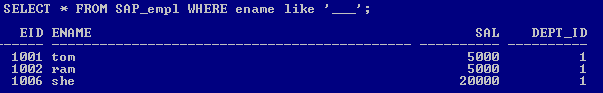 SELECT * FROM SAP_empl WHERE ename like '___';
EID ENAME SAL DEPT_ID
1001 tom 5000 1
1002 ram 5000 1
1006 she 20000 1